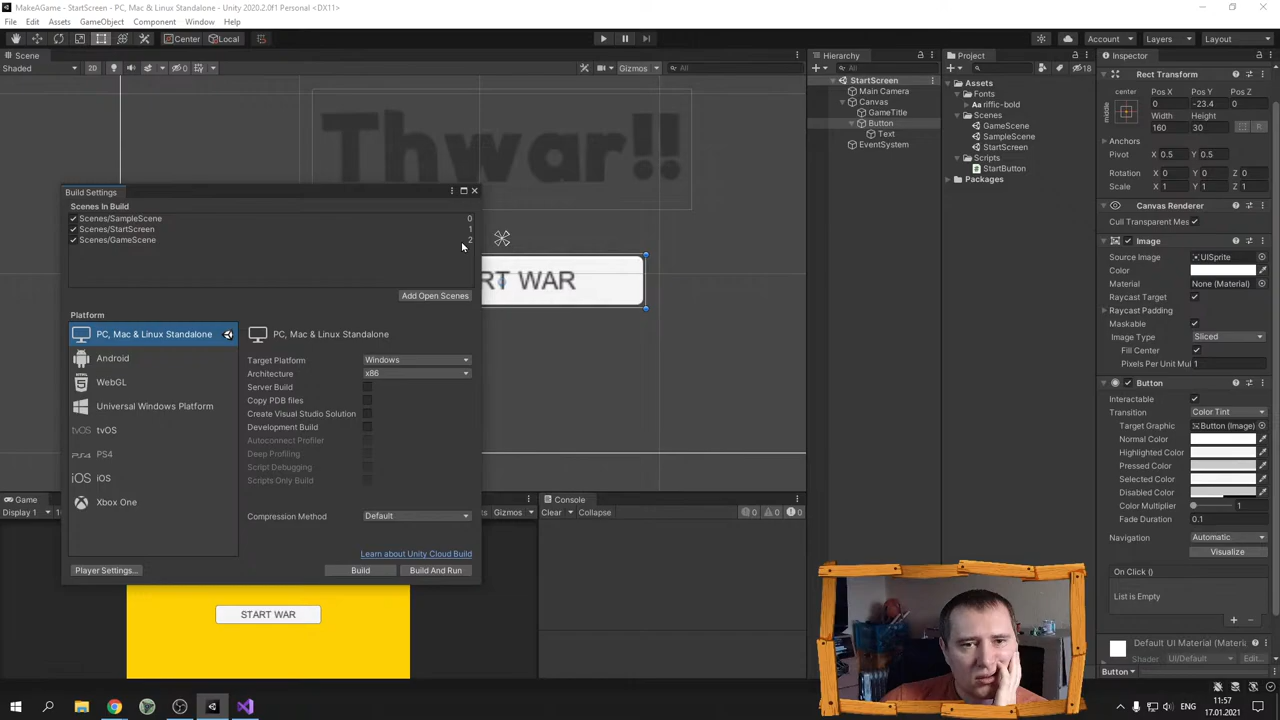 MakeAGame - StartScreen - PC, Mac & Linux Standalone - Unity 2020.2.0f1 Personal <DX11>
File Edit Assets GameObject Component Window Help
Center Local
Account Layers Layout
Scene
Shaded 2D 0 Gizmos All
Hierarchy
All
StartScreen
Main Camera
Canvas
GameTitle
Button
Text
EventSystem
Project
18
Assets
Fonts
Aa riffic-bold
Scenes
GameScene
SampleScene
StartScreen
Scripts
StartButton
Packages
Inspector
Rect Transform
center Pos X Pos Y Pos Z
middle 0 -23.4 0
Width Height
160 30 R
Anchors
Pivot X 0.5 Y 0.5
Rotation X 0 Y 0 Z 0
Scale X 1 Y 1 Z 1
Canvas Renderer
Cull Transparent Mes
Image
Source Image UISprite
Color
Material None (Material)
Raycast Target
Raycast Padding
Maskable
Image Type Sliced
Fill Center
Pixels Per Unit Mul 1
Button
Interactable
Transition Color Tint
Target Graphic Button (Image)
Normal Color
Highlighted Color
Pressed Color
Selected Color
Disabled Color
Color Multiplier 1
Fade Duration 0.1
Navigation Automatic
Visualize
On Click ()
List is Empty
Default UI Material (Materia
Shader UI/Default Edit...
Button
Thwar!!
RT WAR
Build Settings
Scenes In Build
Scenes/SampleScene 0
Scenes/StartScreen 1
Scenes/GameScene 2
Add Open Scenes
Platform
PC, Mac & Linux Standalone
Android
WebGL
HTML
Universal Windows Platform
tvOS tvOS
PS4
iOS iOS
Xbox One
PC, Mac & Linux Standalone
Target Platform Windows
Architecture x86
Server Build
Copy PDB files
Create Visual Studio Solution
Development Build
Autoconnect Profiler
Deep Profiling
Script Debugging
Scripts Only Build
Compression Method Default
Learn about Unity Cloud Build
Player Settings... Build Build And Run
Game
Display 1 Gizmos
START WAR
Console
Clear Collapse 0 0 0
ENG 11:57
17.01.2021